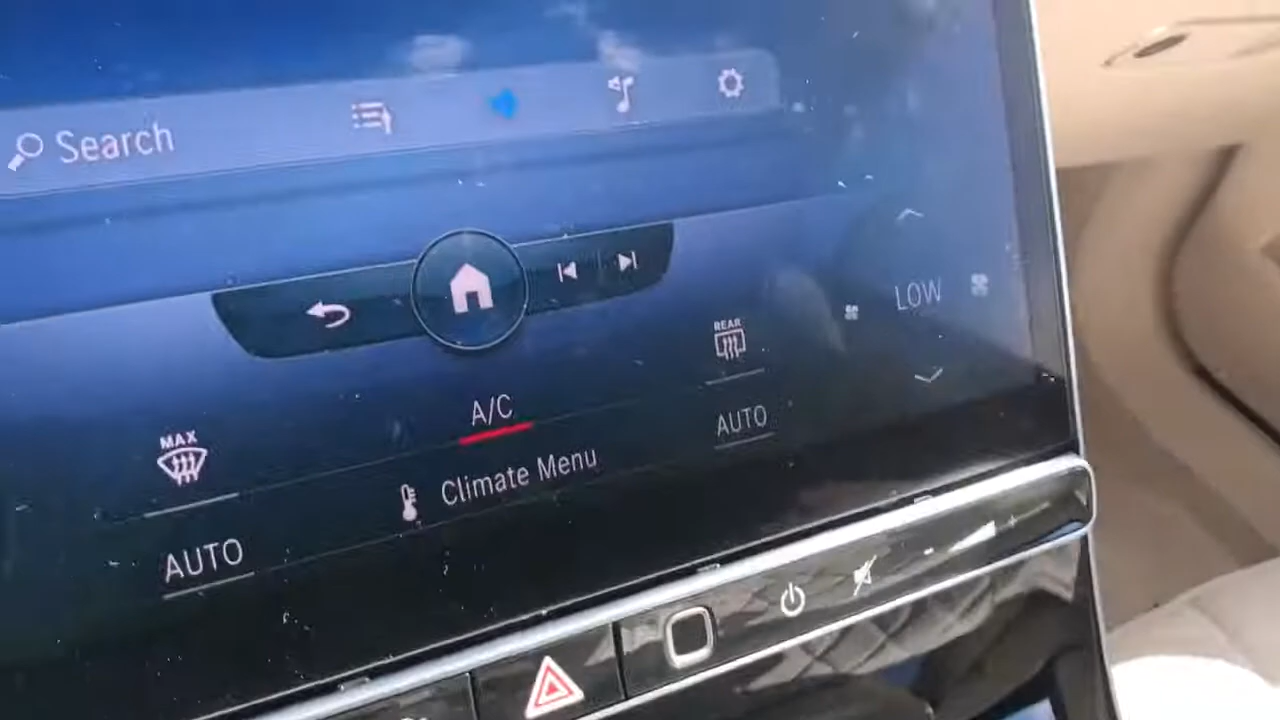 Search
LOW
REAR
MAX
A/C
AUTO
Climate Menu
AUTO